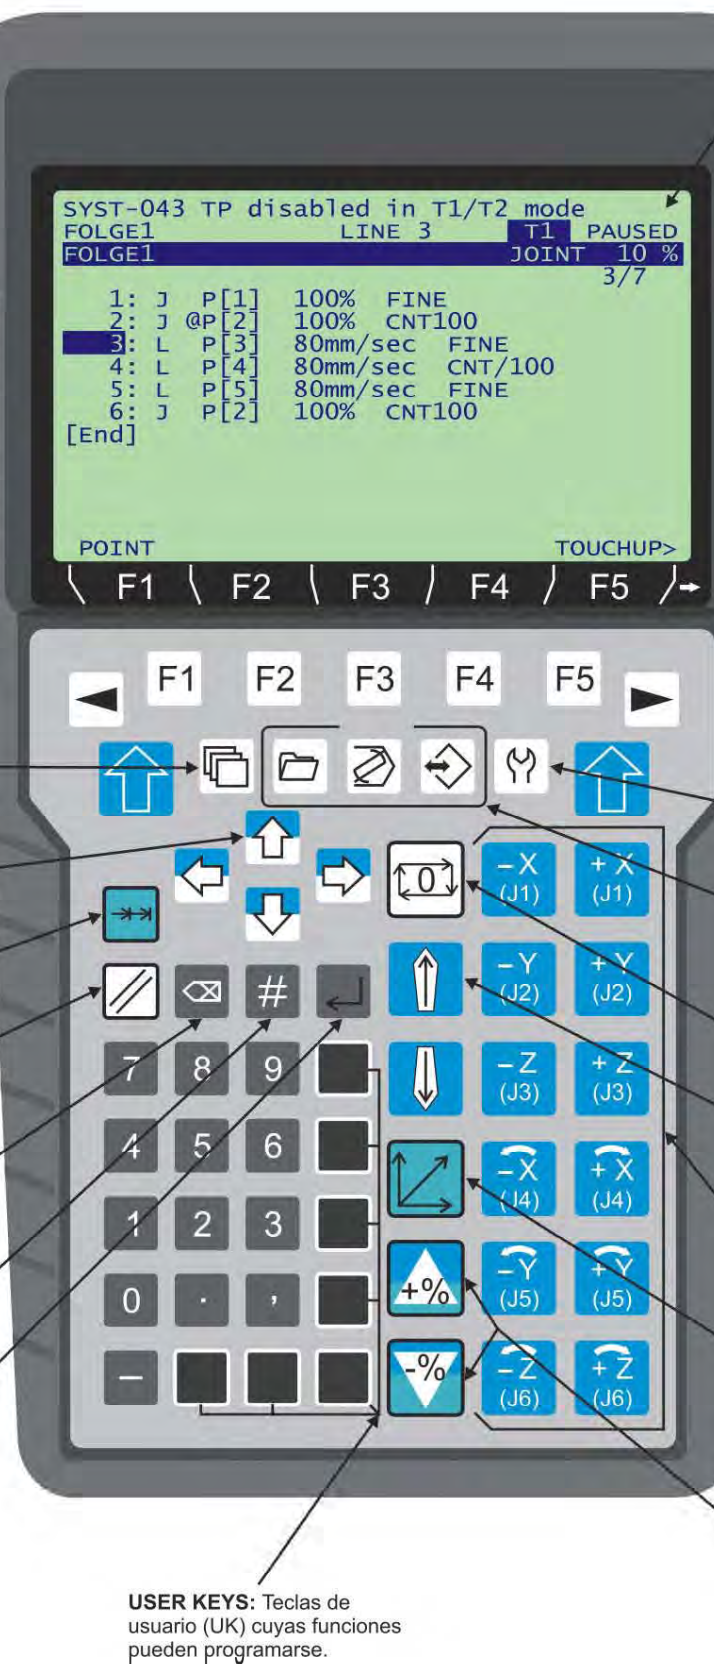 SYST-043 TP disabled in T1/T2 mode
FOLGE1 LINE 3 T1 PAUSED
FOLGE1 JOINT 10 %
3/7
1: J P[1] 100% FINE
2: J @P[2] 100% CNT100
3: L P[3] 80mm/sec FINE
4: L P[4] 80mm/sec CNT/100
5: L P[5] 80mm/sec FINE
6: J P[2] 100% CNT100
[End]
POINT TOUCHUP>
F1 F2 F3 F4 F5
F1 F2 F3 F4 F5
0 -X (J1) +X (J1)
-Y (J2) +Y (J2)
#
7 8 9 -Z (J3) +Z (J3)
4 5 6 -X (J4) +X (J4)
1 2 3
0 . , +% -Y (J5) +Y (J5)
- -% -Z (J6) +Z (J6)
USER KEYS: Teclas de
usuario (UK) cuyas funciones
pueden programarse.